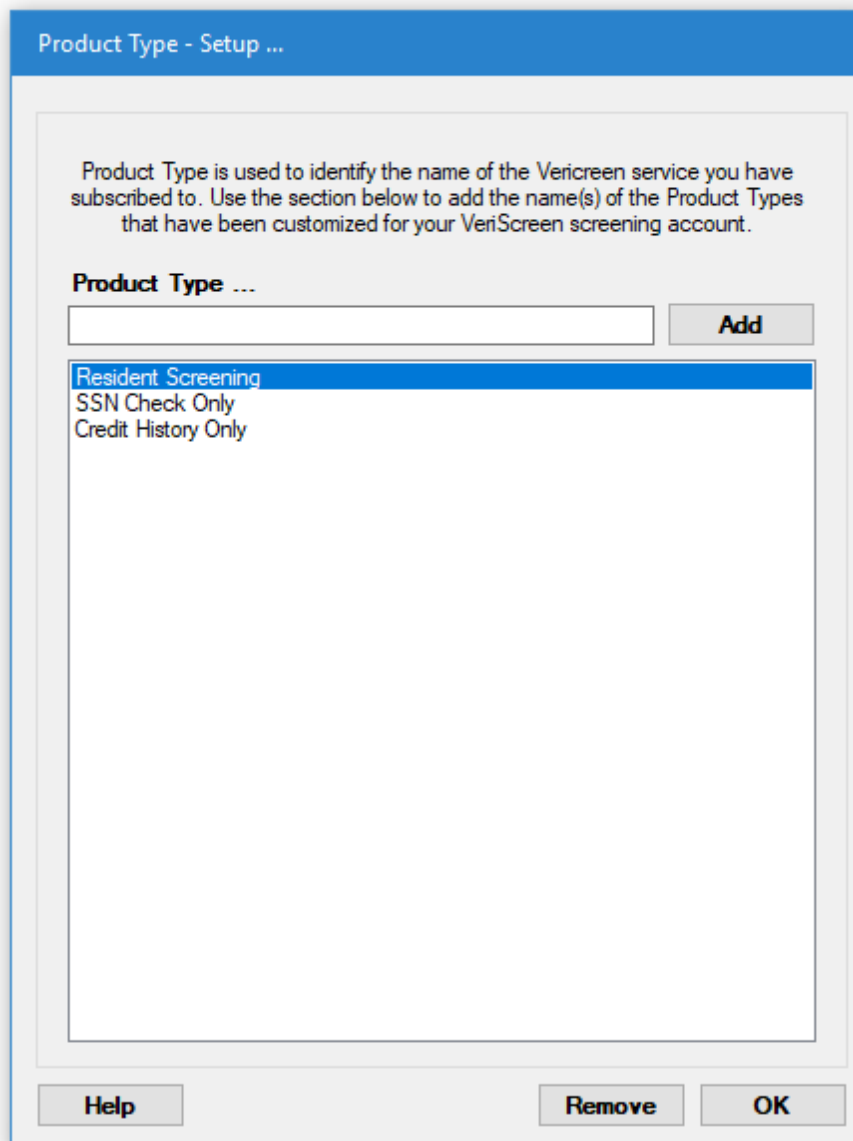 Product Type - Setup ...
Product Type is used to identify the name of the Vericreen service you have
subscribed to. Use the section below to add the name(s) of the Product Types
that have been customized for your VeriScreen screening account.
Product Type ...
Add
Resident Screening
SSN Check Only
Credit History Only
Help
Remove
OK